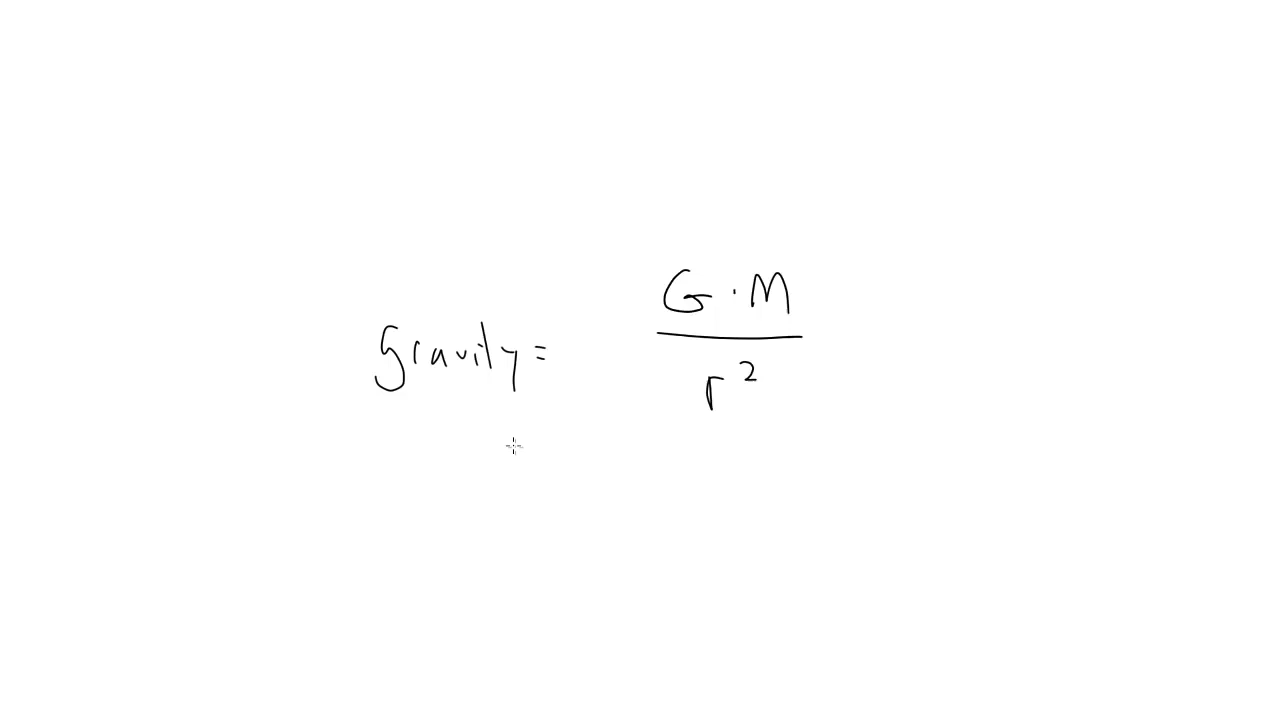 gravity = G · M / r²